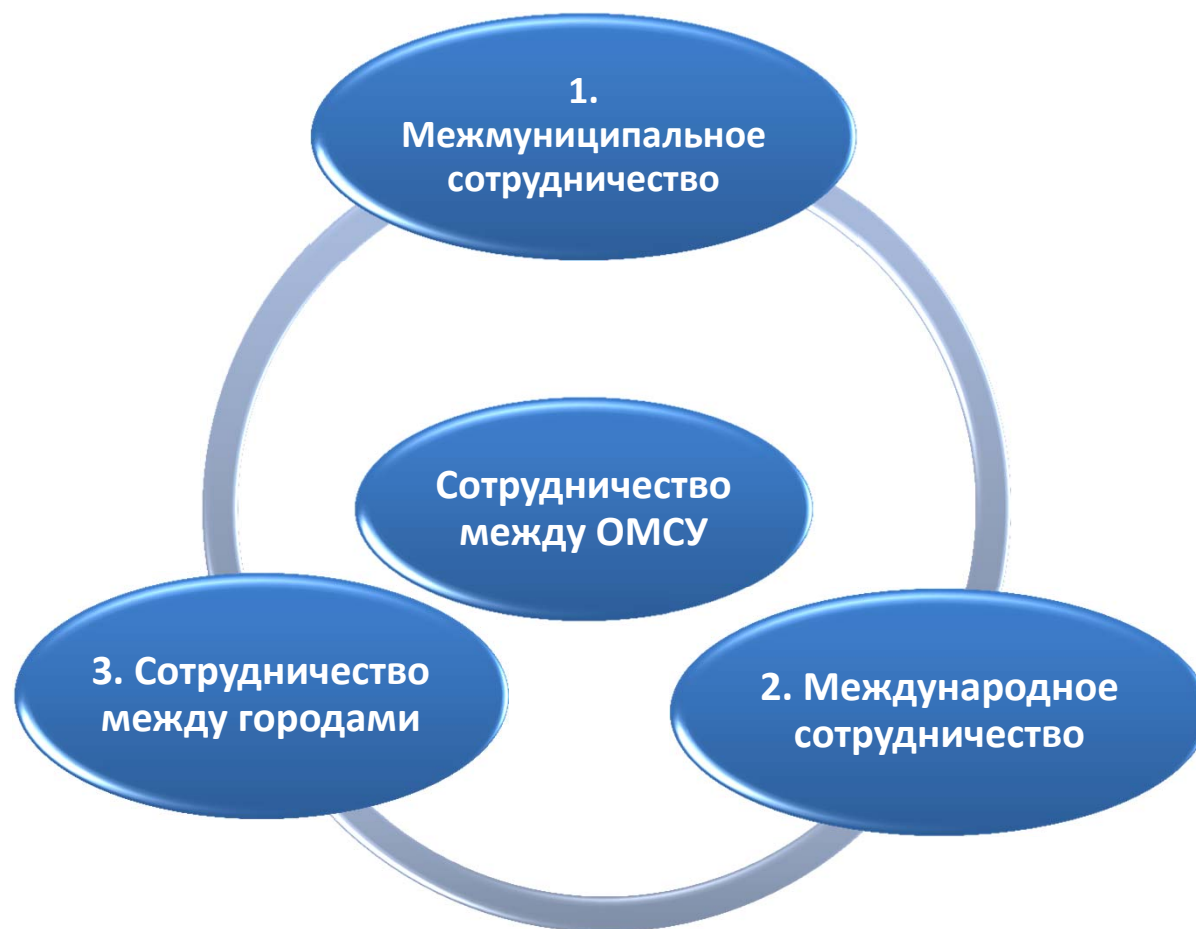 1.
Межмуниципальное
сотрудничество
Сотрудничество
между ОМСУ
3. Сотрудничество
между городами
2. Международное
сотрудничество